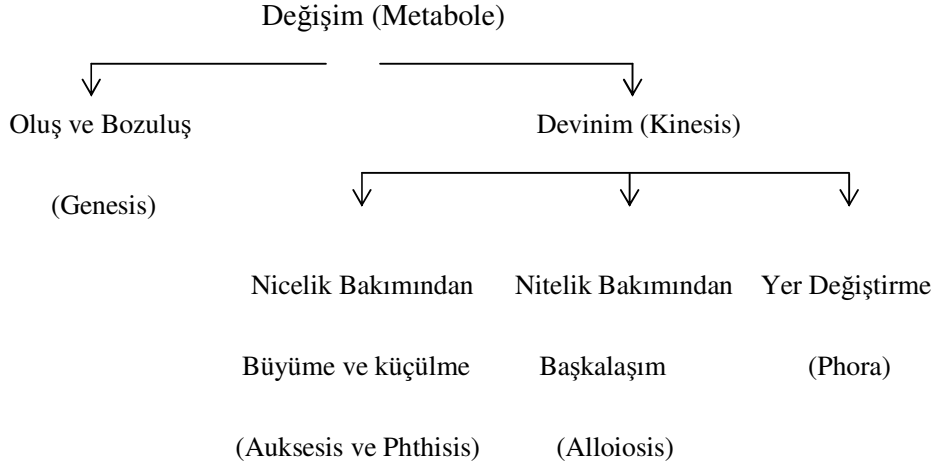 Değişim (Metabole)
Oluş ve Bozuluş
Devinim (Kinesis)
(Genesis)
Nicelik Bakımından
Nitelik Bakımından
Yer Değiştirme
Büyüme ve küçülme
Başkalaşım
(Phora)
(Auksesis ve Phthisis)
(Alloiosis)